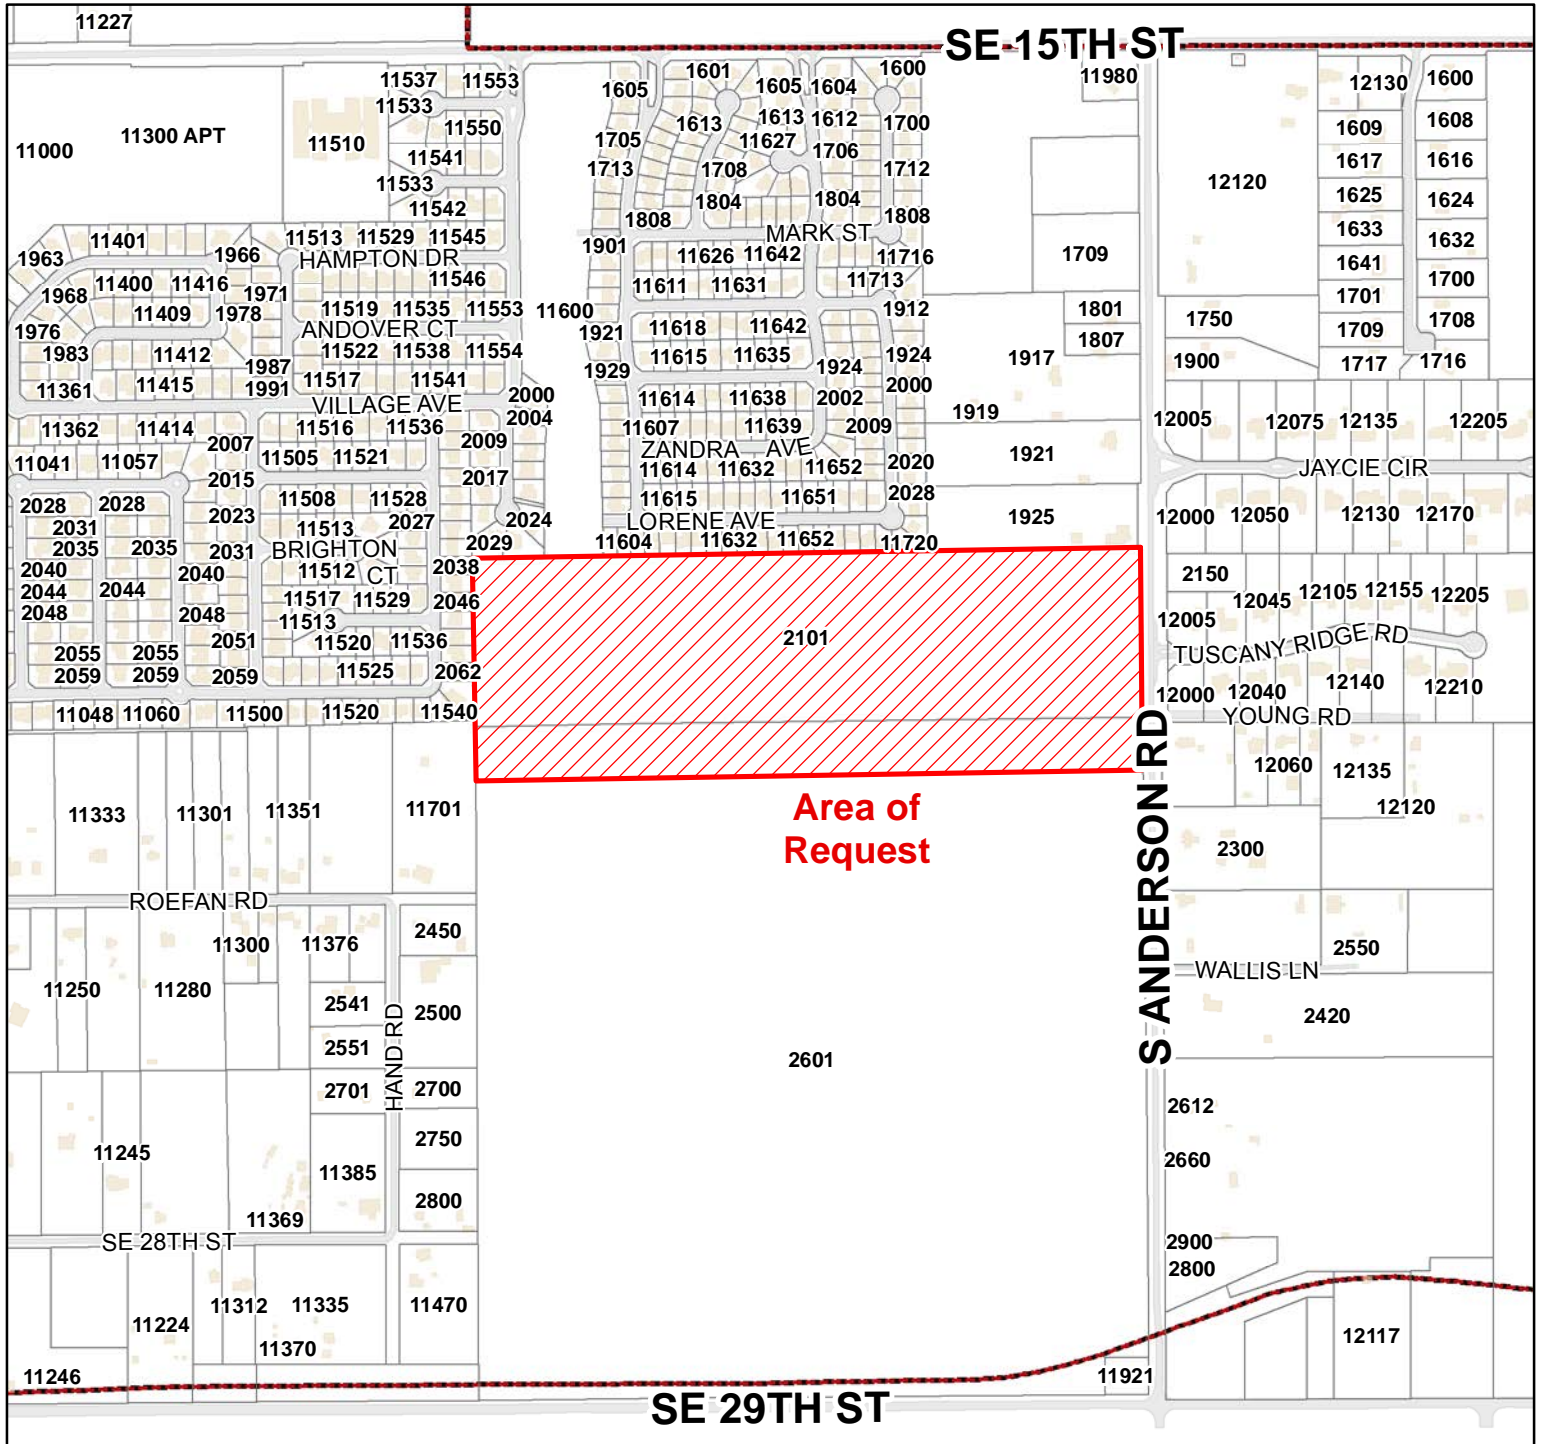 11227
SE 15TH ST
11537 11553 1601 1600
1605 1605 1604 11980 12130 1600
11533
11550 1613 1613 1612 1700 1609 1608
11000 11300 APT 11510 1705 11627 1706
11541 1713 1708 1712 1617 1616
11533 12120 1625 1624
11542 1808 1804 1804 1808
11401 11513 11529 11545 1901 MARK ST 1633 1632
1963 1966 HAMPTON DR 11626 11642 11716 1709 1641
1968 11400 11416 1971 11546 11611 11631 11713 1701 1700
11409 1978 11519 11535 11553 11600 1912 1801 1750
1976 ANDOVER CT 1921 11618 11642 1807 1709 1708
1983 11412 11522 11538 11554 11615 11635 1924 1917 1900 1717 1716
1987 1929 1924
11361 11415 1991 11517 11541 2000 11614 11638 2002 2000
VILLAGE AVE 2004 1919 12005 12075 12135 12205
11362 11414 2007 11516 11536 2009 11607 11639 2009
ZANDRA AVE 1921
11041 11057 11505 11521 11614 11632 11652 2020 JAYCIE CIR
2015 2017
2028 2028 11508 11528 11615 11651 2028 1925 12000 12050 12130 12170
2031 2023 11513 2027 2024 LORENE AVE
2035 2035 2031 BRIGHTON CT 2029 11604 11632 11652 11720
2040 2040 11512 2038 2150
2044 2044 11517 11529 2046 12045 12105 12155 12205
2048 2048 11513 12005
2051 11520 11536 2101 TUSCANY RIDGE RD
2055 2055
2059 2059 2059 11525 2062 12000 12040 12140 12210
11048 11060 11500 11520 11540 YOUNG RD
S ANDERSON RD
12060 12135
11333 11301 11351 11701 Area of 12120
Request 2300
ROEFAN RD
11300 11376 2450 2550
WALLIS LN
11250 11280 2541 2500 2420
HAND RD
2551 2601
2701 2700 2612
11245 2750
11385 2660
2800
11369
SE 28TH ST 2900
2800
11312 11335 11470
11224 12117
11370
11246 11921
SE 29TH ST